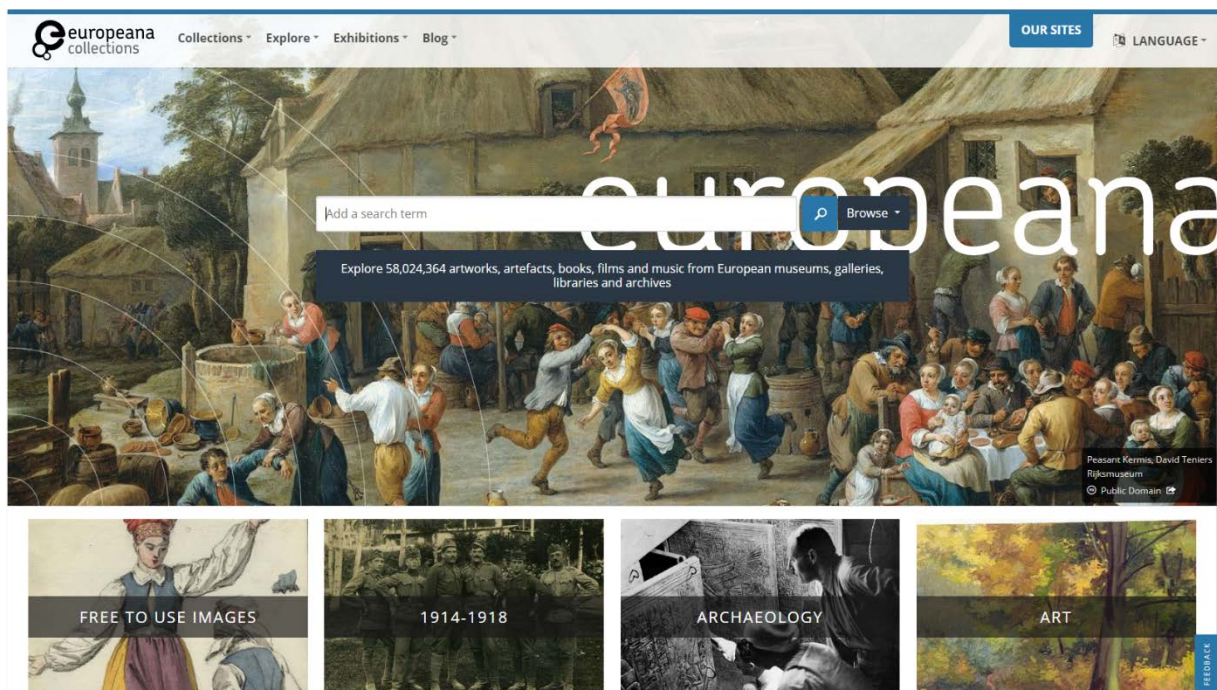 europeana
collections
Collections
Explore
Exhibitions
Blog
OUR SITES
LANGUAGE
europeana
Add a search term
Browse
Explore 58,024,364 artworks, artefacts, books, films and music from European museums, galleries,
libraries and archives
Peasant Kermis, David Teniers
Rijksmuseum
Public Domain
FREE TO USE IMAGES
1914-1918
ARCHAEOLOGY
ART
FEEDBACK